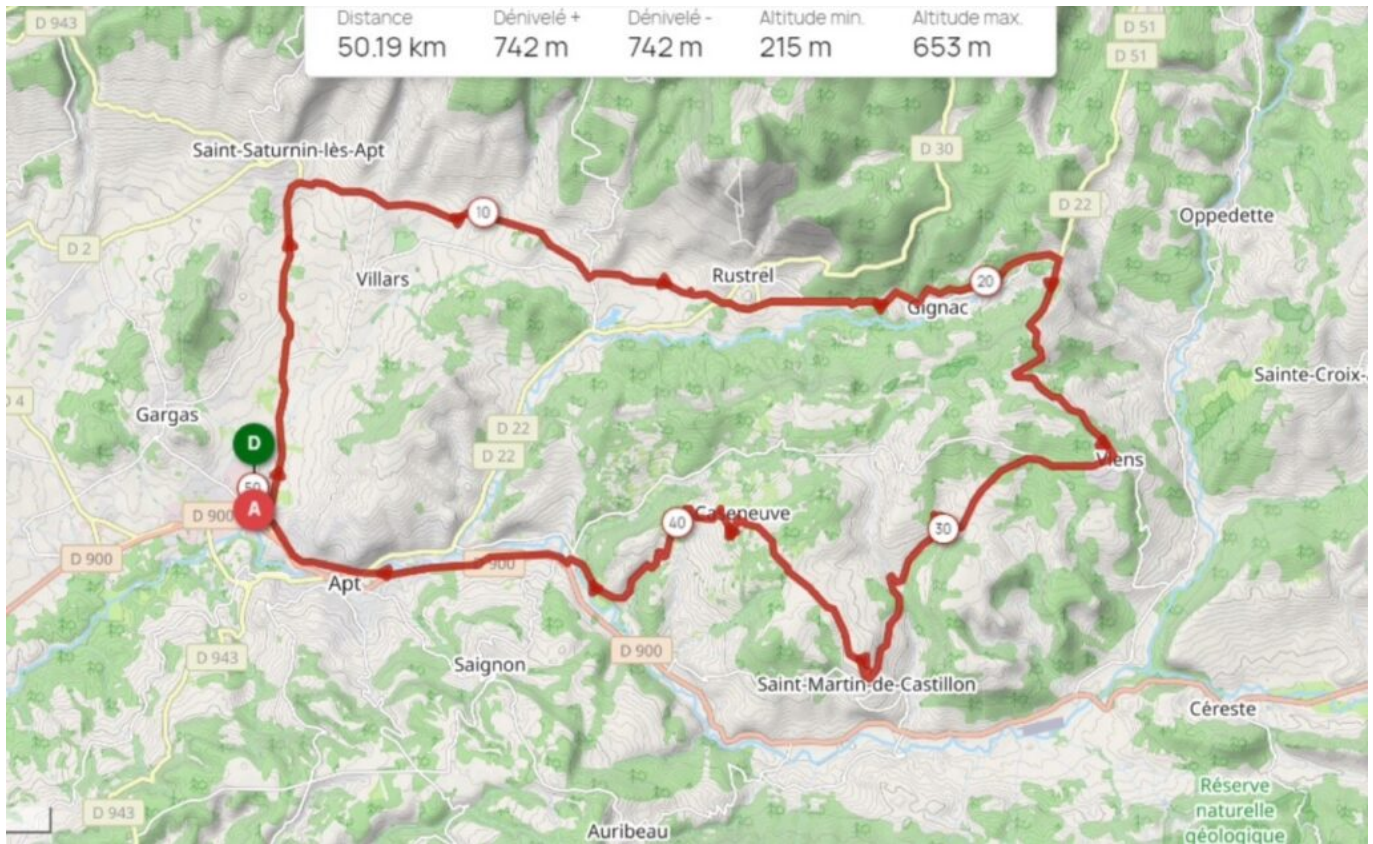 Distance
50.19 km
Dénivelé +
742 m
Dénivelé -
742 m
Altitude min.
215 m
Altitude max.
653 m
D 943
D 51
D 51
Saint-Saturnin-lès-Apt
D 30
10
D 22
Oppedette
D 2
Villars
Rustrel
20
Gignac
Sainte-Croix-
4
Gargas
D 22
D
D 22
Viens
50
A
D 900
40
Caseneuve
30
D 900
D 900
Apt
D 943
Saignon
D 900
Saint-Martin-de-Castillon
Céreste
D 943
Auribeau
Réserve
naturelle
géologique